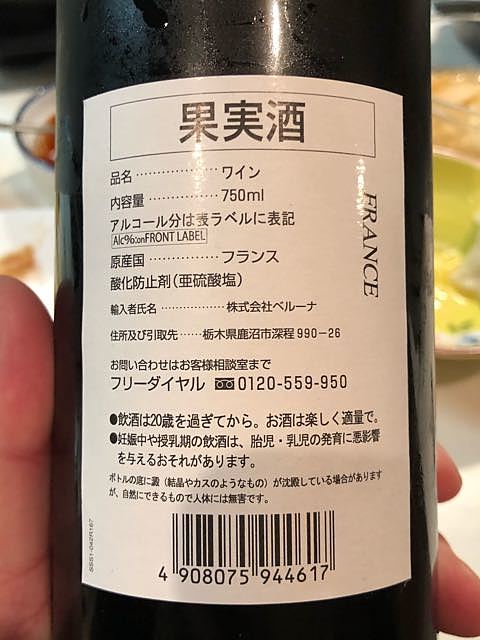 果実酒
品名 ·················· ワイン
内容量 ··············· 750ml
アルコール分は表ラベルに表記
Alc%:onFRONT LABEL
原産国 ··············· フランス
酸化防止剤(亜硫酸塩)
輸入者氏名 ·················· 株式会社ベルーナ
住所及び引取先 ······ 栃木県鹿沼市深程990-26
お問い合わせはお客様相談室まで
フリーダイヤル 0120-559-950
●飲酒は20歳を過ぎてから。お酒は楽しく適量で。
●妊娠中や授乳期の飲酒は、胎児・乳児の発育に悪影響
を与えるおそれがあります。
ボトルの底に澱(結晶やカスのようなもの)が沈殿している場合があります
が、自然にできるもので人体には無害です。
4 908075 944617
FRANCE